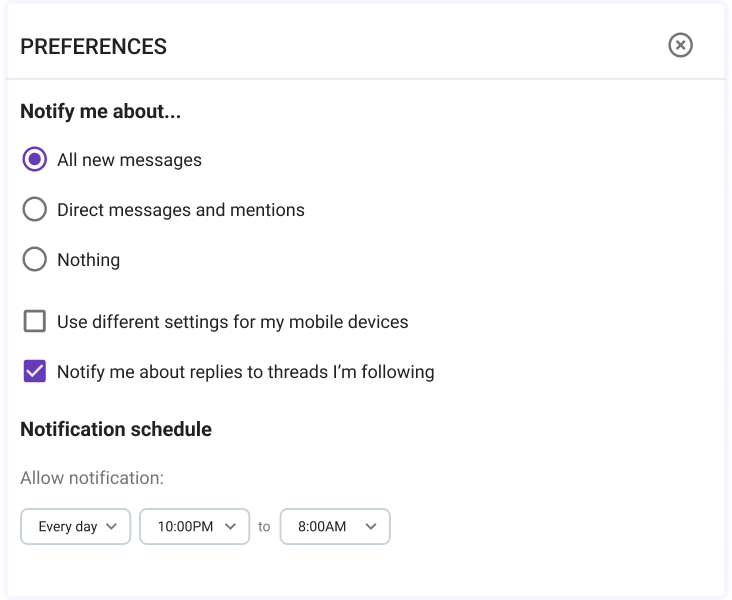 PREFERENCES
Notify me about...
All new messages
Direct messages and mentions
Nothing
Use different settings for my mobile devices
Notify me about replies to threads I’m following
Notification schedule
Allow notification:
Every day 10:00PM to 8:00AM